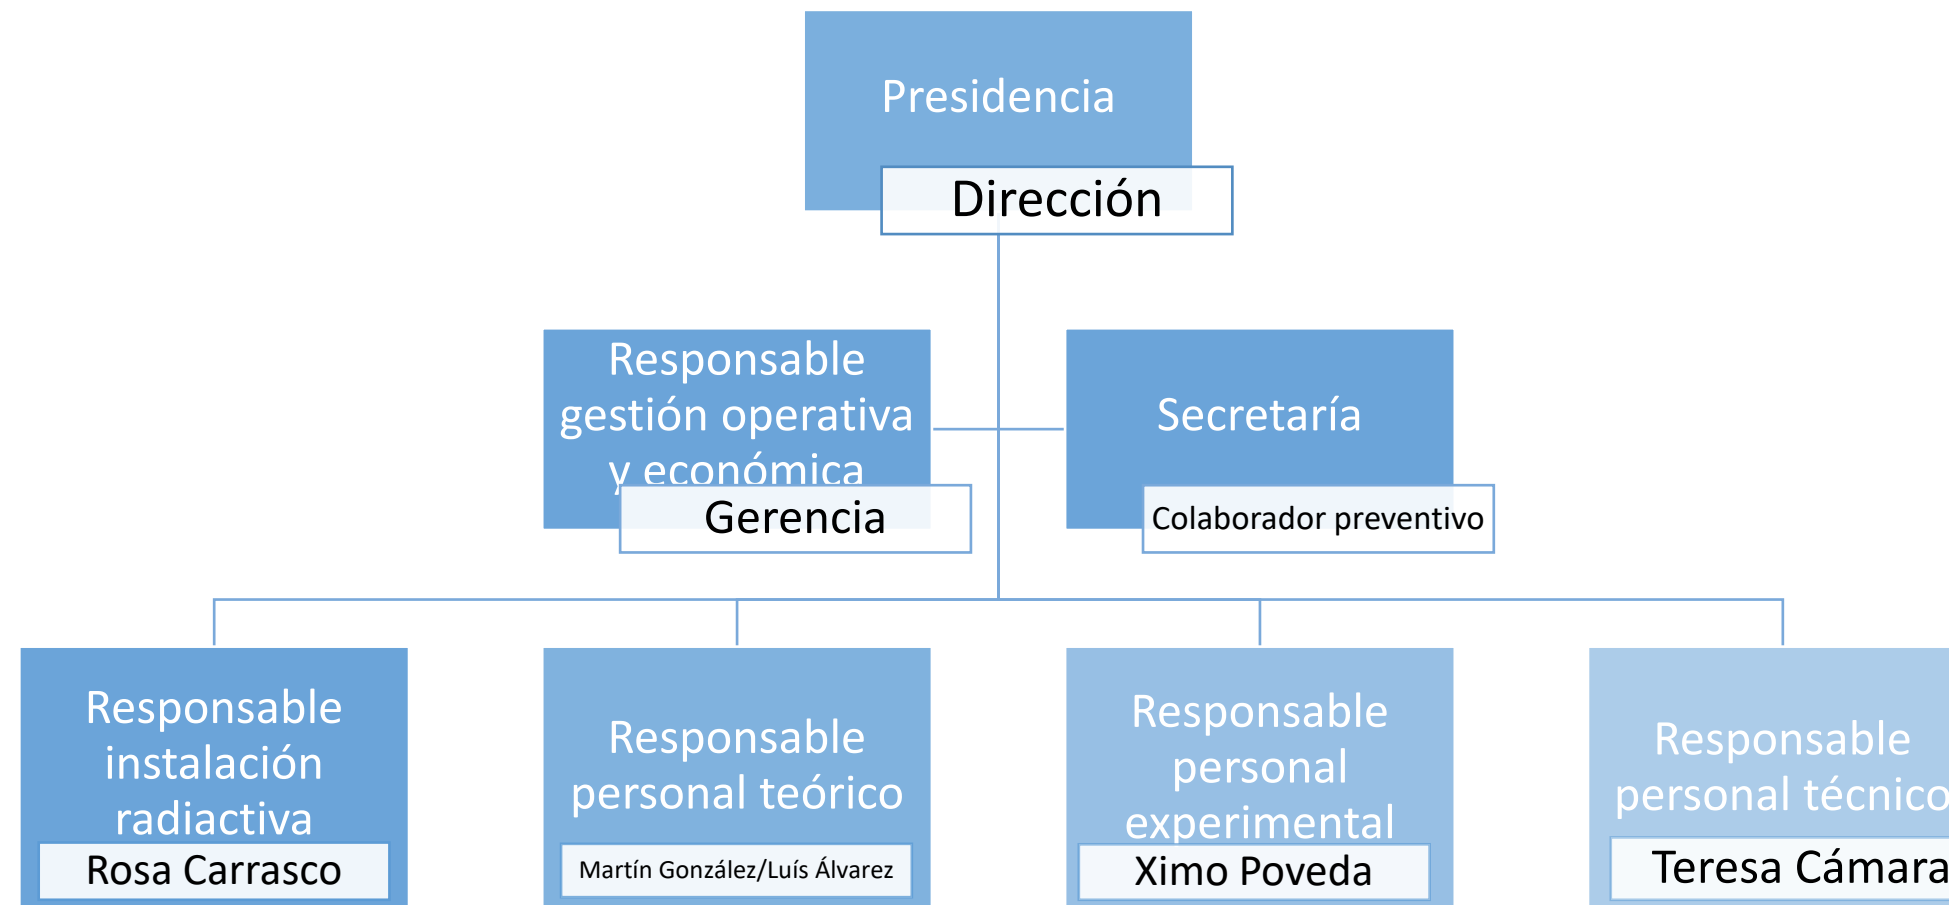 Presidencia
Dirección
Responsable
gestión operativa
y económica
Gerencia
Secretaría
Colaborador preventivo
Responsable
instalación
radiactiva
Rosa Carrasco
Responsable
personal teórico
Martín González/Luís Álvarez
Responsable
personal
experimental
Ximo Poveda
Responsable
personal técnico
Teresa Cámara